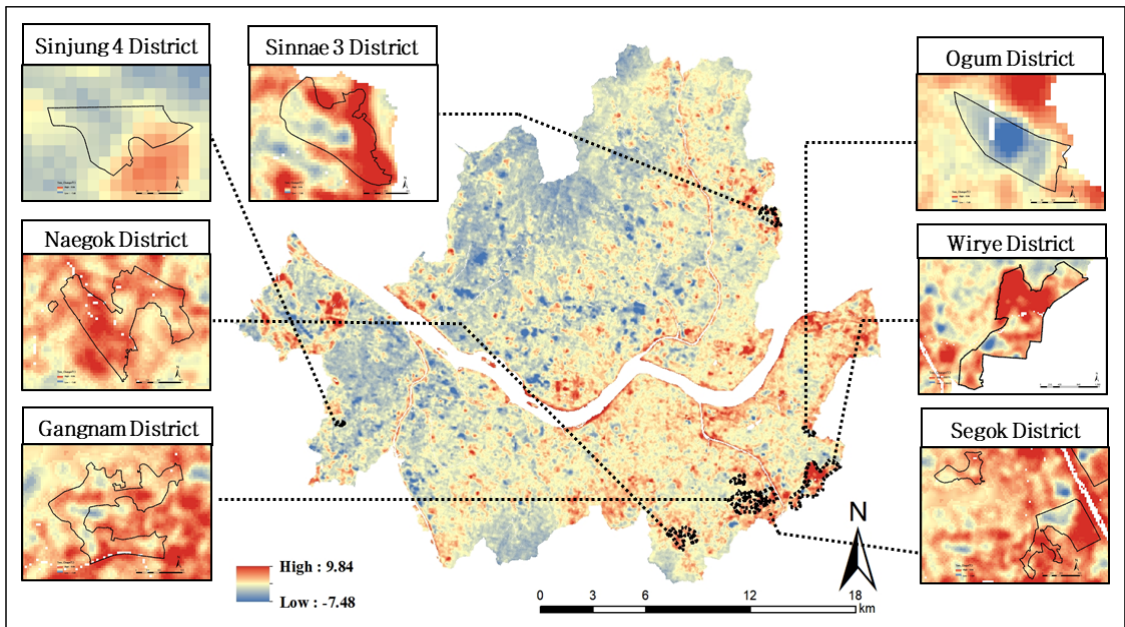 Sinjung 4 District
Sinnae 3 District
Ogum District
Naegok District
Wirye District
Gangnam District
Segok District
High : 9.84
Low : -7.48
N
0 3 6 12 18
km